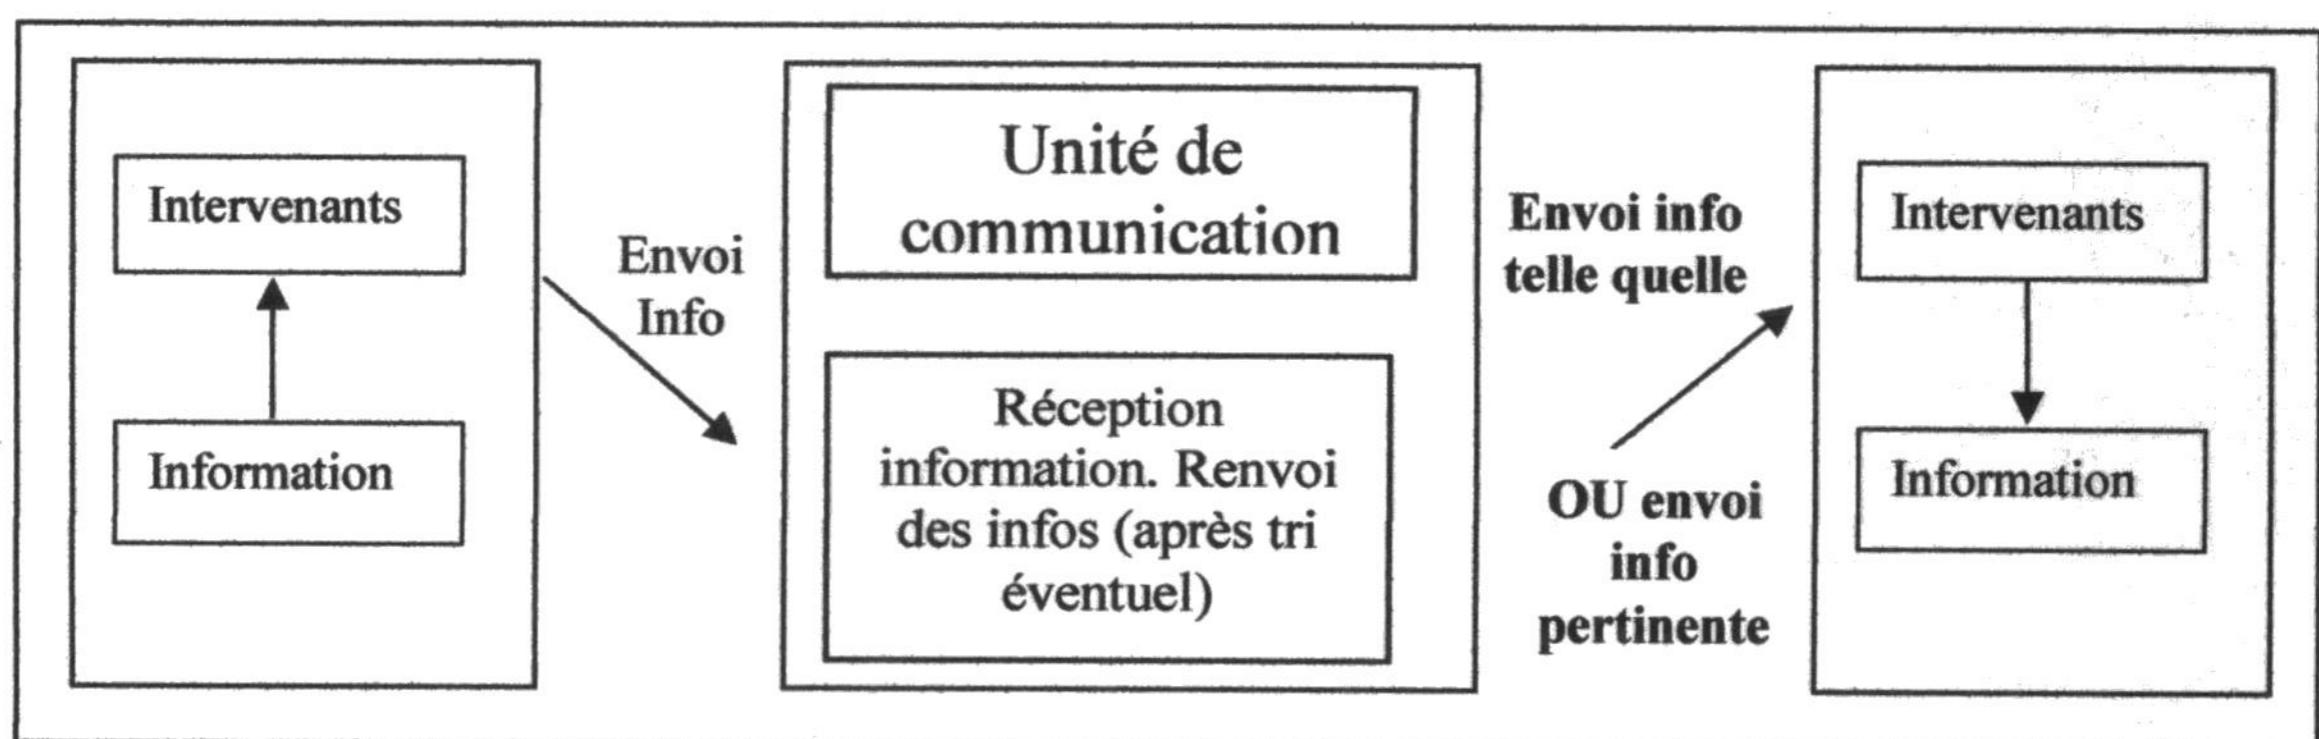 Intervenants
Information
Envoi
Info
Unité de
communication
Réception
information. Renvoi
des infos (après tri
éventuel)
Envoi info
telle quelle
OU envoi
info
pertinente
Intervenants
Information